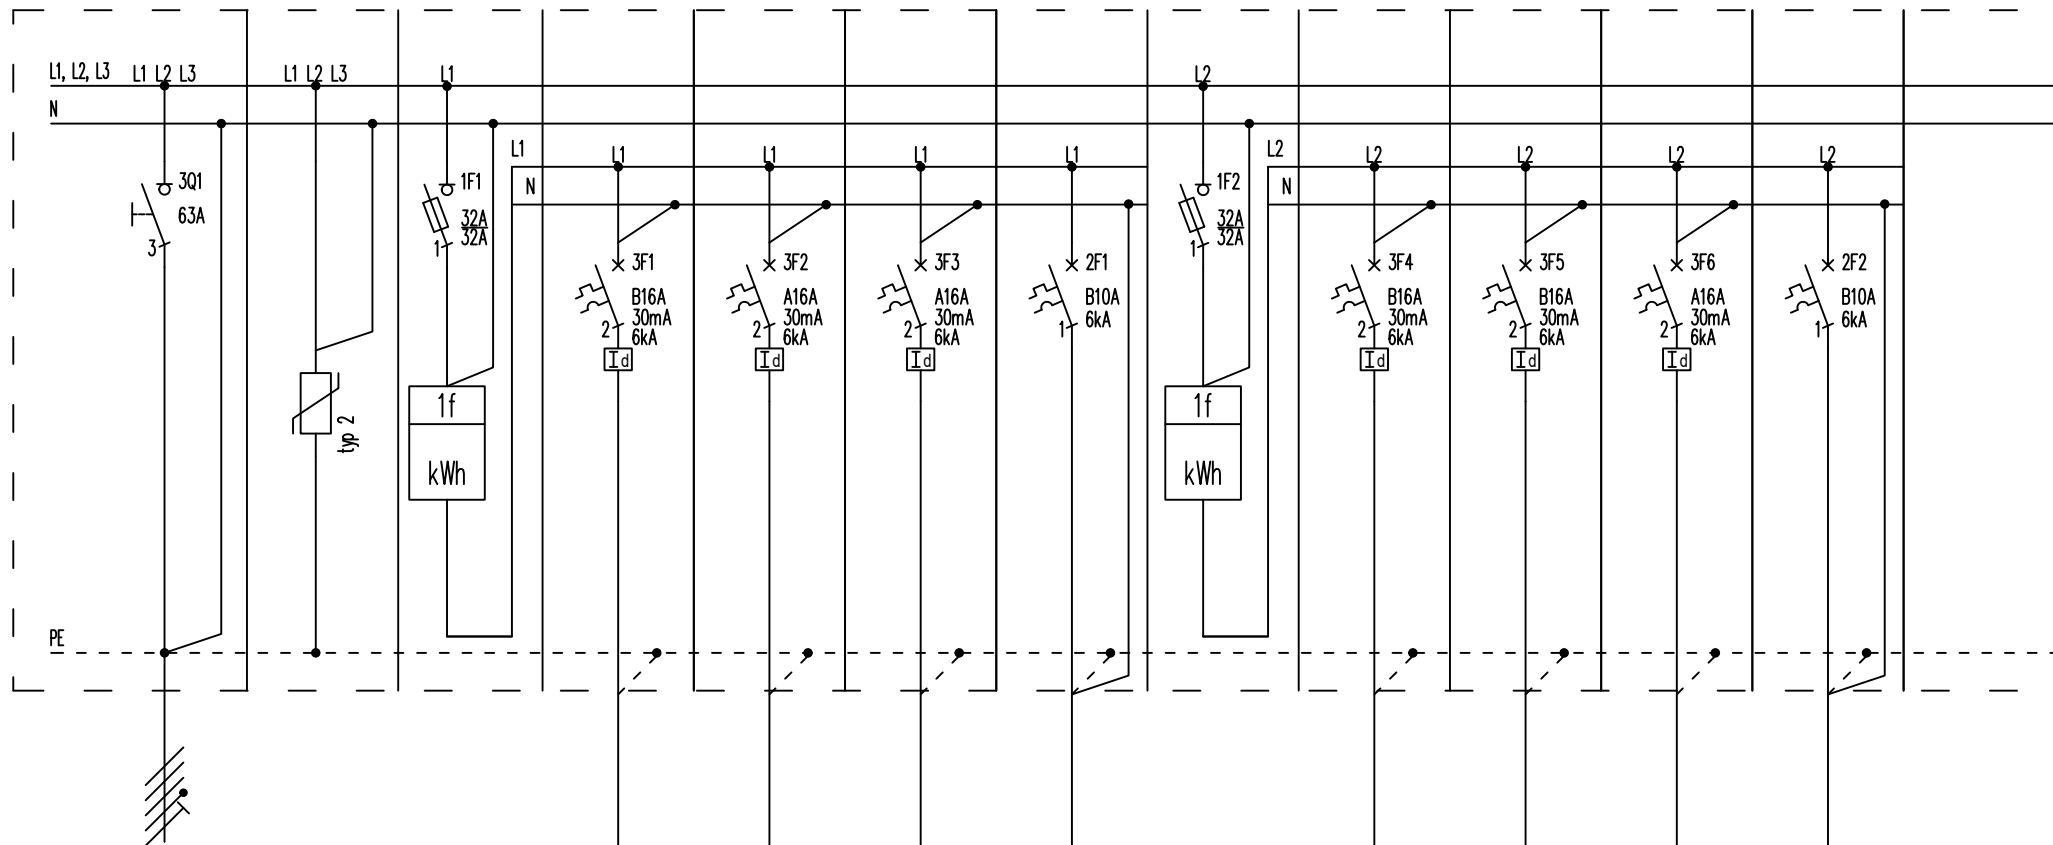 L1, L2, L3
L1 L2 L3
L1 L2 L3
L1
L2
N
L1
L1
L1
L1
L1
L2
L2
L2
L2
L2
N
N
3Q1
63A
3
1F1
32A
32A
1
1F2
32A
32A
1
3F1
B16A
30mA
6kA
2
Id
3F2
A16A
30mA
6kA
2
Id
3F3
A16A
30mA
6kA
2
Id
2F1
B10A
6kA
1
3F4
B16A
30mA
6kA
2
Id
3F5
B16A
30mA
6kA
2
Id
3F6
A16A
30mA
6kA
2
Id
2F2
B10A
6kA
1
typ 2
1f
kWh
1f
kWh
PE